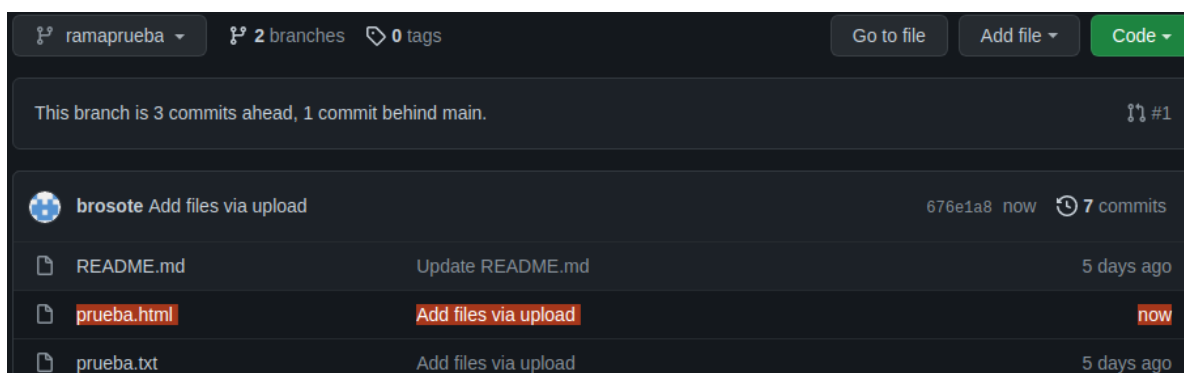 ramaprueba 2 branches 0 tags Go to file Add file Code
This branch is 3 commits ahead, 1 commit behind main. #1
brosote Add files via upload 676e1a8 now 7 commits
README.md Update README.md 5 days ago
prueba.html Add files via upload now
prueba.txt Add files via upload 5 days ago